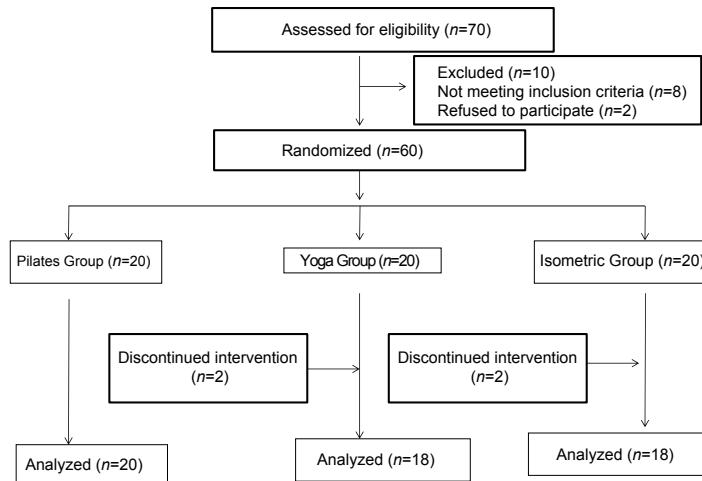 Assessed for eligibility (n=70)
Excluded (n=10)
Not meeting inclusion criteria (n=8)
Refused to participate (n=2)
Randomized (n=60)
Pilates Group (n=20)
Yoga Group (n=20)
Isometric Group (n=20)
Discontinued intervention
(n=2)
Discontinued intervention
(n=2)
Analyzed (n=20)
Analyzed (n=18)
Analyzed (n=18)